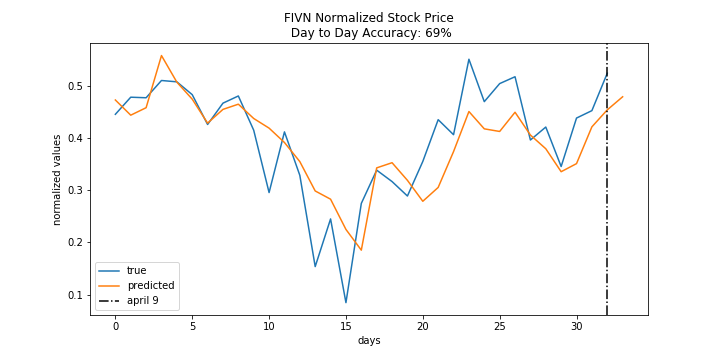 FIVN Normalized Stock Price
Day to Day Accuracy: 69%
normalized values
0.5
0.4
0.3
0.2
0.1
true
predicted
april 9
0 5 10 15 20 25 30
days